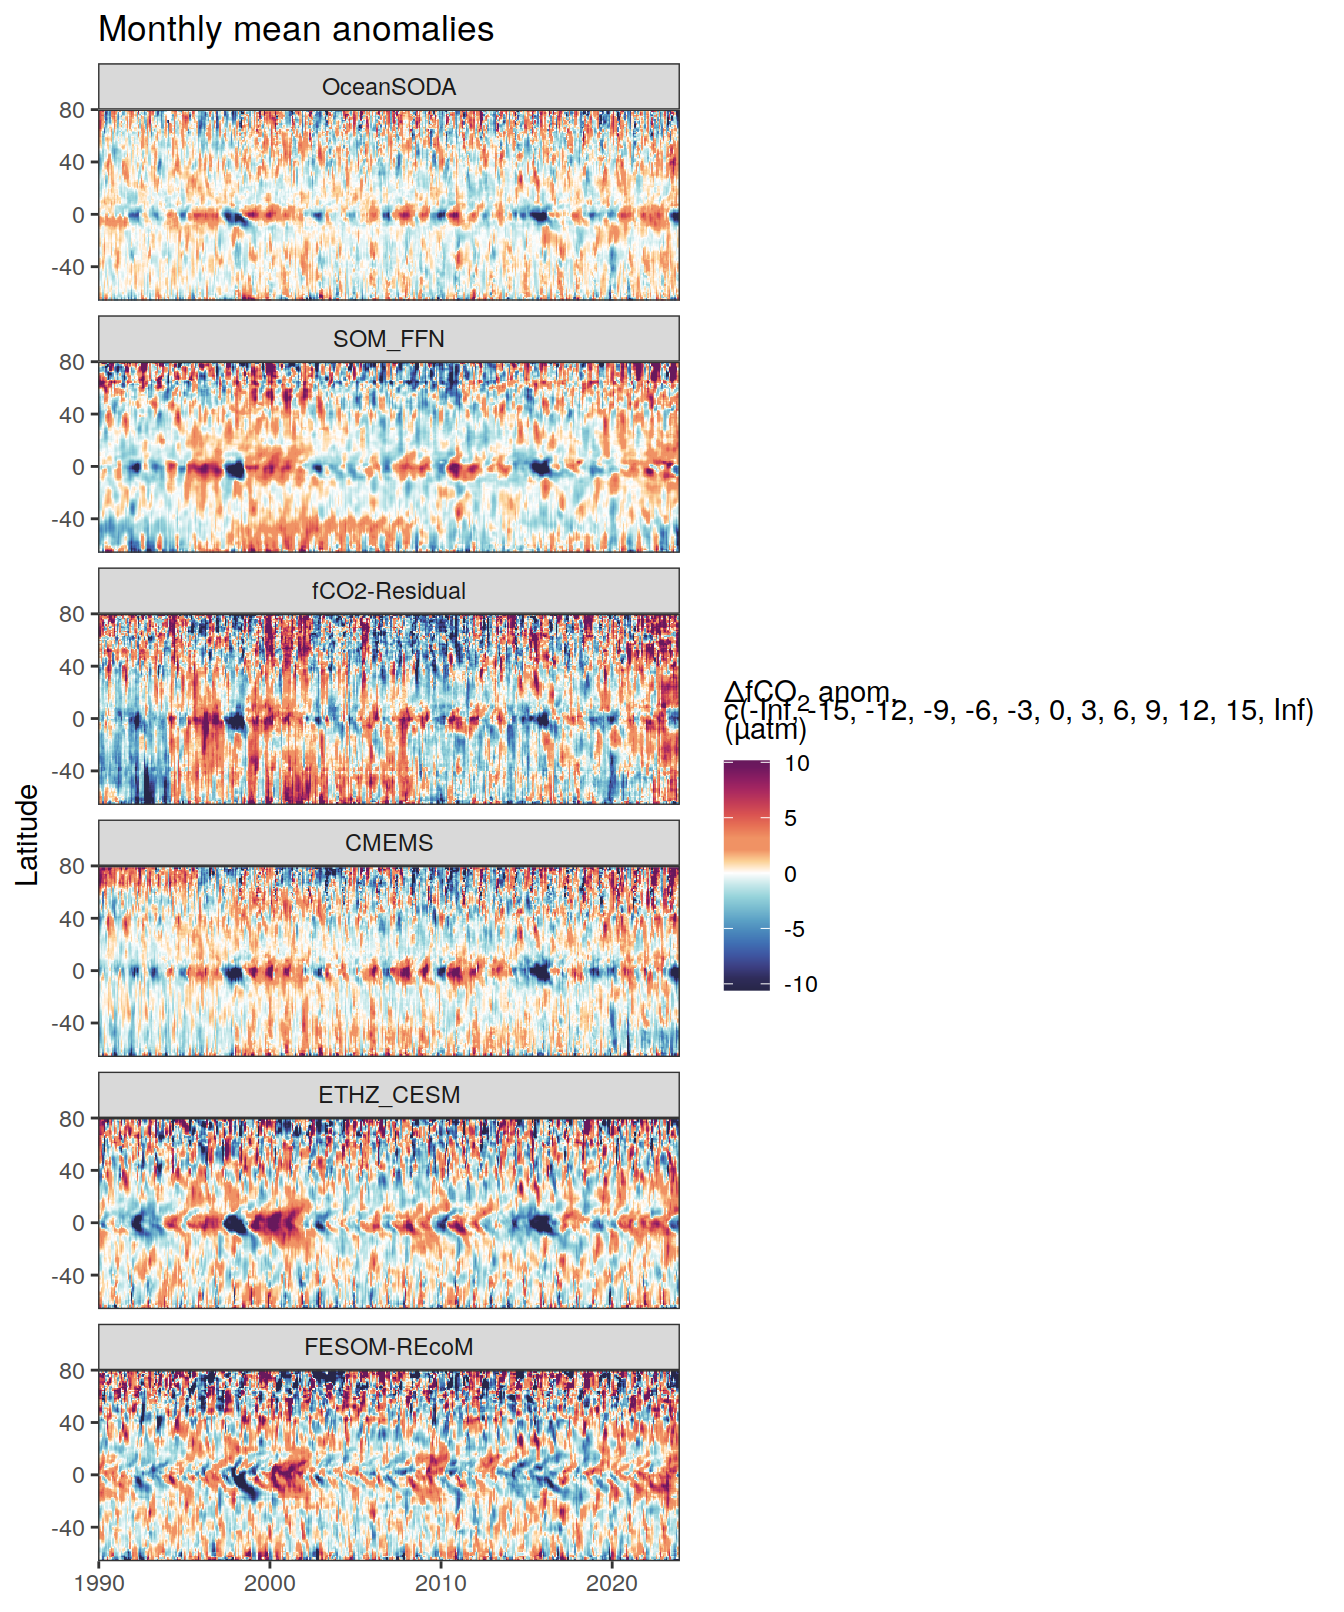 Monthly mean anomalies
OceanSODA
80
40
0
-40
SOM_FFN
80
40
0
-40
fCO2-Residual
80
40
0
-40
CMEMS
80
40
0
-40
ETHZ_CESM
80
40
0
-40
FESOM-REcoM
80
40
0
-40
1990 2000 2010 2020
Latitude
ΔfCO₂ anom.
c(-Inf, -15, -12, -9, -6, -3, 0, 3, 6, 9, 12, 15, Inf)
(µatm)
10
5
0
-5
-10